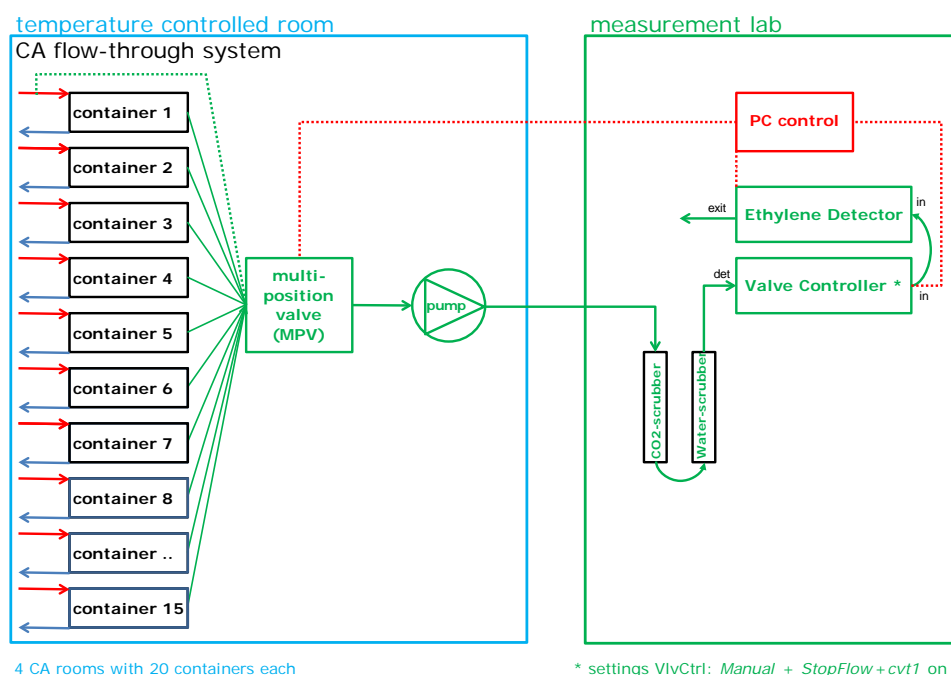 temperature controlled room
measurement lab
CA flow-through system
container 1
container 2
container 3
container 4
container 5
container 6
container 7
container 8
container ..
container 15
multi-
position
valve
(MPV)
pump
PC control
exit
Ethylene Detector
in
det
Valve Controller *
in
CO2-scrubber
Water-scrubber
4 CA rooms with 20 containers each
* settings VlvCtrl: Manual + StopFlow+cvt1 on